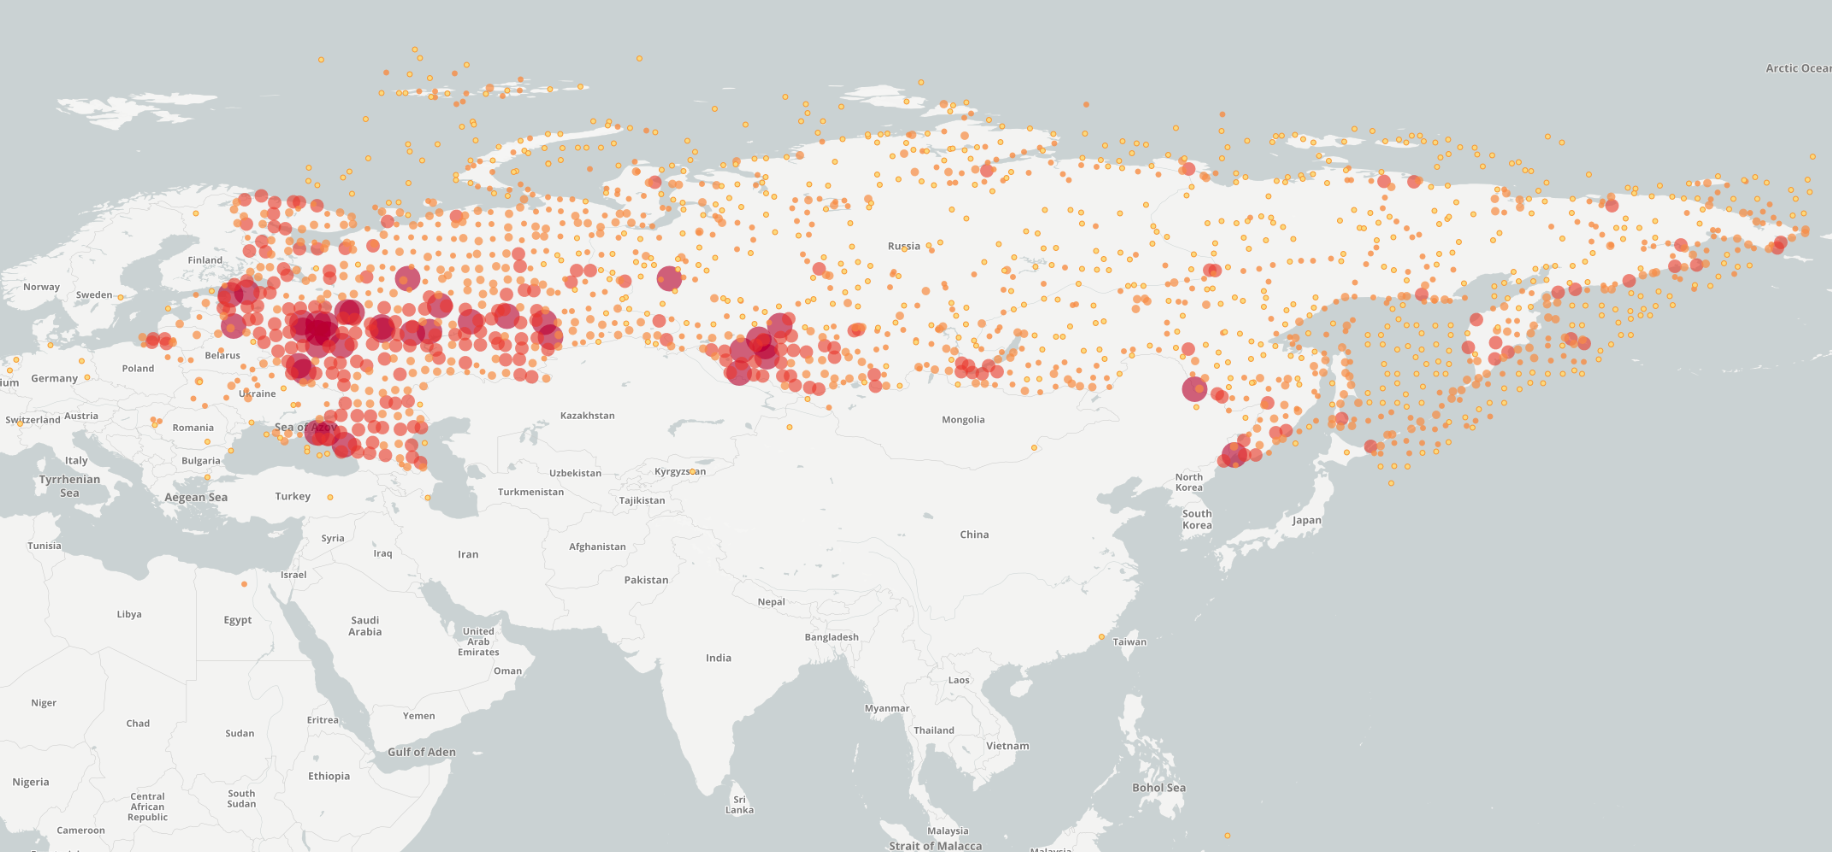 Arctic Ocean
Russia
Finland
Norway
Sweden
Belarus
Poland
Germany
ium
Ukraine
Switzerland
Austria
Romania
Sea of Azov
Kazakhstan
Mongolia
Italy
Bulgaria
Tyrrhenian
Sea
Aegean Sea
Turkey
Uzbekistan
Kyrgyzstan
Turkmenistan
Tajikistan
North
Korea
South
Korea
Japan
Tunisia
Syria
Iraq
Iran
Afghanistan
China
Israel
Pakistan
Nepal
Libya
Egypt
Saudi
Arabia
United
Arab
Emirates
Oman
India
Bangladesh
Taiwan
Laos
Niger
Chad
Sudan
Eritrea
Yemen
Myanmar
Thailand
Vietnam
Gulf of Aden
Nigeria
Ethiopia
Central
African
Republic
South
Sudan
Sri
Lanka
Bohol Sea
Cameroon
Malaysia
Strait of Malacca
Malaysia